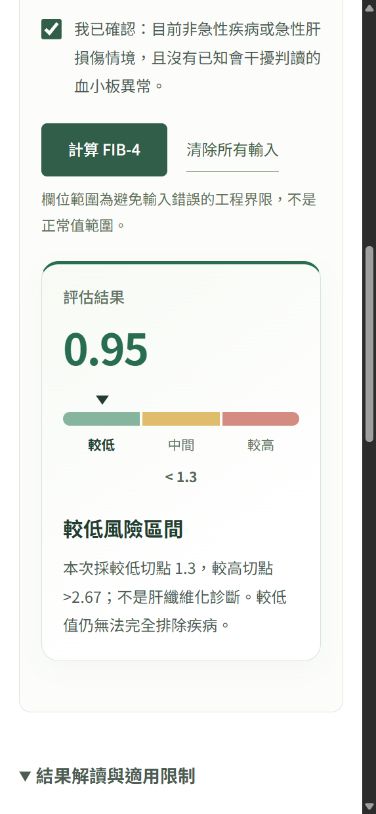 我已確認：目前非急性疾病或急性肝
損傷情境，且沒有已知會干擾判讀的
血小板異常。
計算 FIB-4
清除所有輸入
欄位範圍為避免輸入錯誤的工程界限，不是
正常值範圍。
評估結果
0.95
較低
中間
較高
< 1.3
較低風險區間
本次採較低切點 1.3，較高切點
>2.67；不是肝纖維化診斷。較低
值仍無法完全排除疾病。
▼ 結果解讀與適用限制